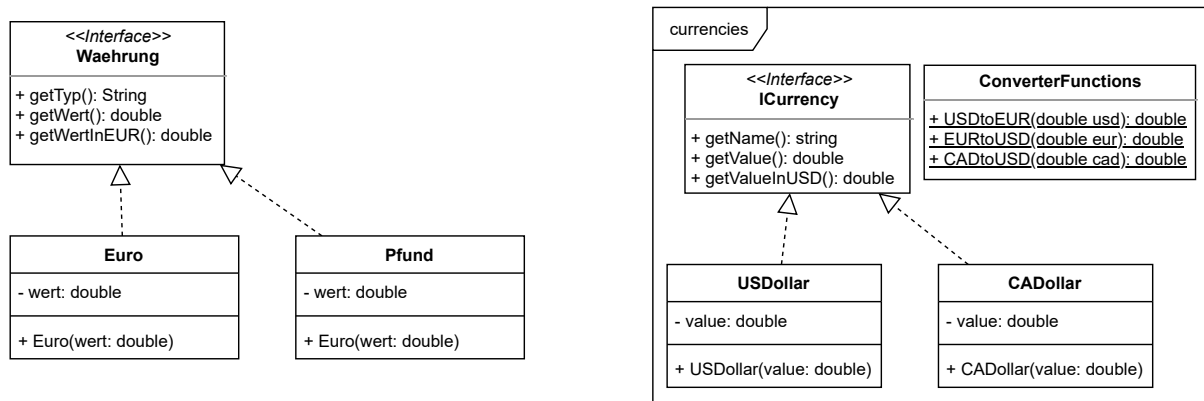 <<Interface>>
Waehrung
+ getTyp(): String
+ getWert(): double
+ getWertInEUR(): double
Euro
- wert: double
+ Euro(wert: double)
Pfund
- wert: double
+ Euro(wert: double)
currencies
<<Interface>>
ICurrency
+ getName(): string
+ getValue(): double
+ getValueInUSD(): double
ConverterFunctions
+ USDtoEUR(double usd): double
+ EURtoUSD(double eur): double
+ CADtoUSD(double cad): double
USDollar
- value: double
+ USDollar(value: double)
CADollar
- value: double
+ CADollar(value: double)